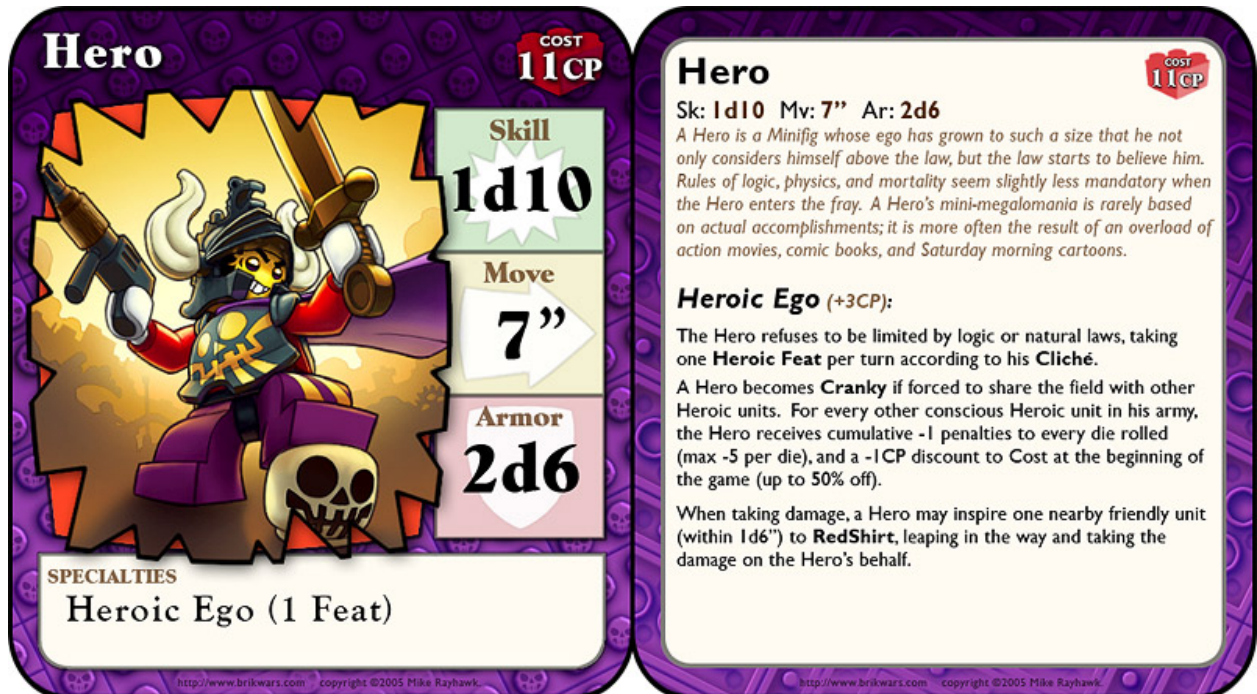 Hero
COST
11CP
Skill
1d10
Move
7”
Armor
2d6
SPECIALTIES
Heroic Ego (1 Feat)
http://www.brikwars.com copyright ©2005 Mike Rayhawk.
Hero
COST
11CP
Sk: 1d10 Mv: 7” Ar: 2d6
A Hero is a Minifig whose ego has grown to such a size that he not
only considers himself above the law, but the law starts to believe him.
Rules of logic, physics, and mortality seem slightly less mandatory when
the Hero enters the fray. A Hero's mini-megalomania is rarely based
on actual accomplishments; it is more often the result of an overload of
action movies, comic books, and Saturday morning cartoons.
Heroic Ego (+3CP):
The Hero refuses to be limited by logic or natural laws, taking
one Heroic Feat per turn according to his Cliché.
A Hero becomes Cranky if forced to share the field with other
Heroic units. For every other conscious Heroic unit in his army,
the Hero receives cumulative -1 penalties to every die rolled
(max -5 per die), and a -1CP discount to Cost at the beginning of
the game (up to 50% off).
When taking damage, a Hero may inspire one nearby friendly unit
(within 1d6”) to RedShirt, leaping in the way and taking the
damage on the Hero's behalf.
http://www.brikwars.com copyright ©2005 Mike Rayhawk.